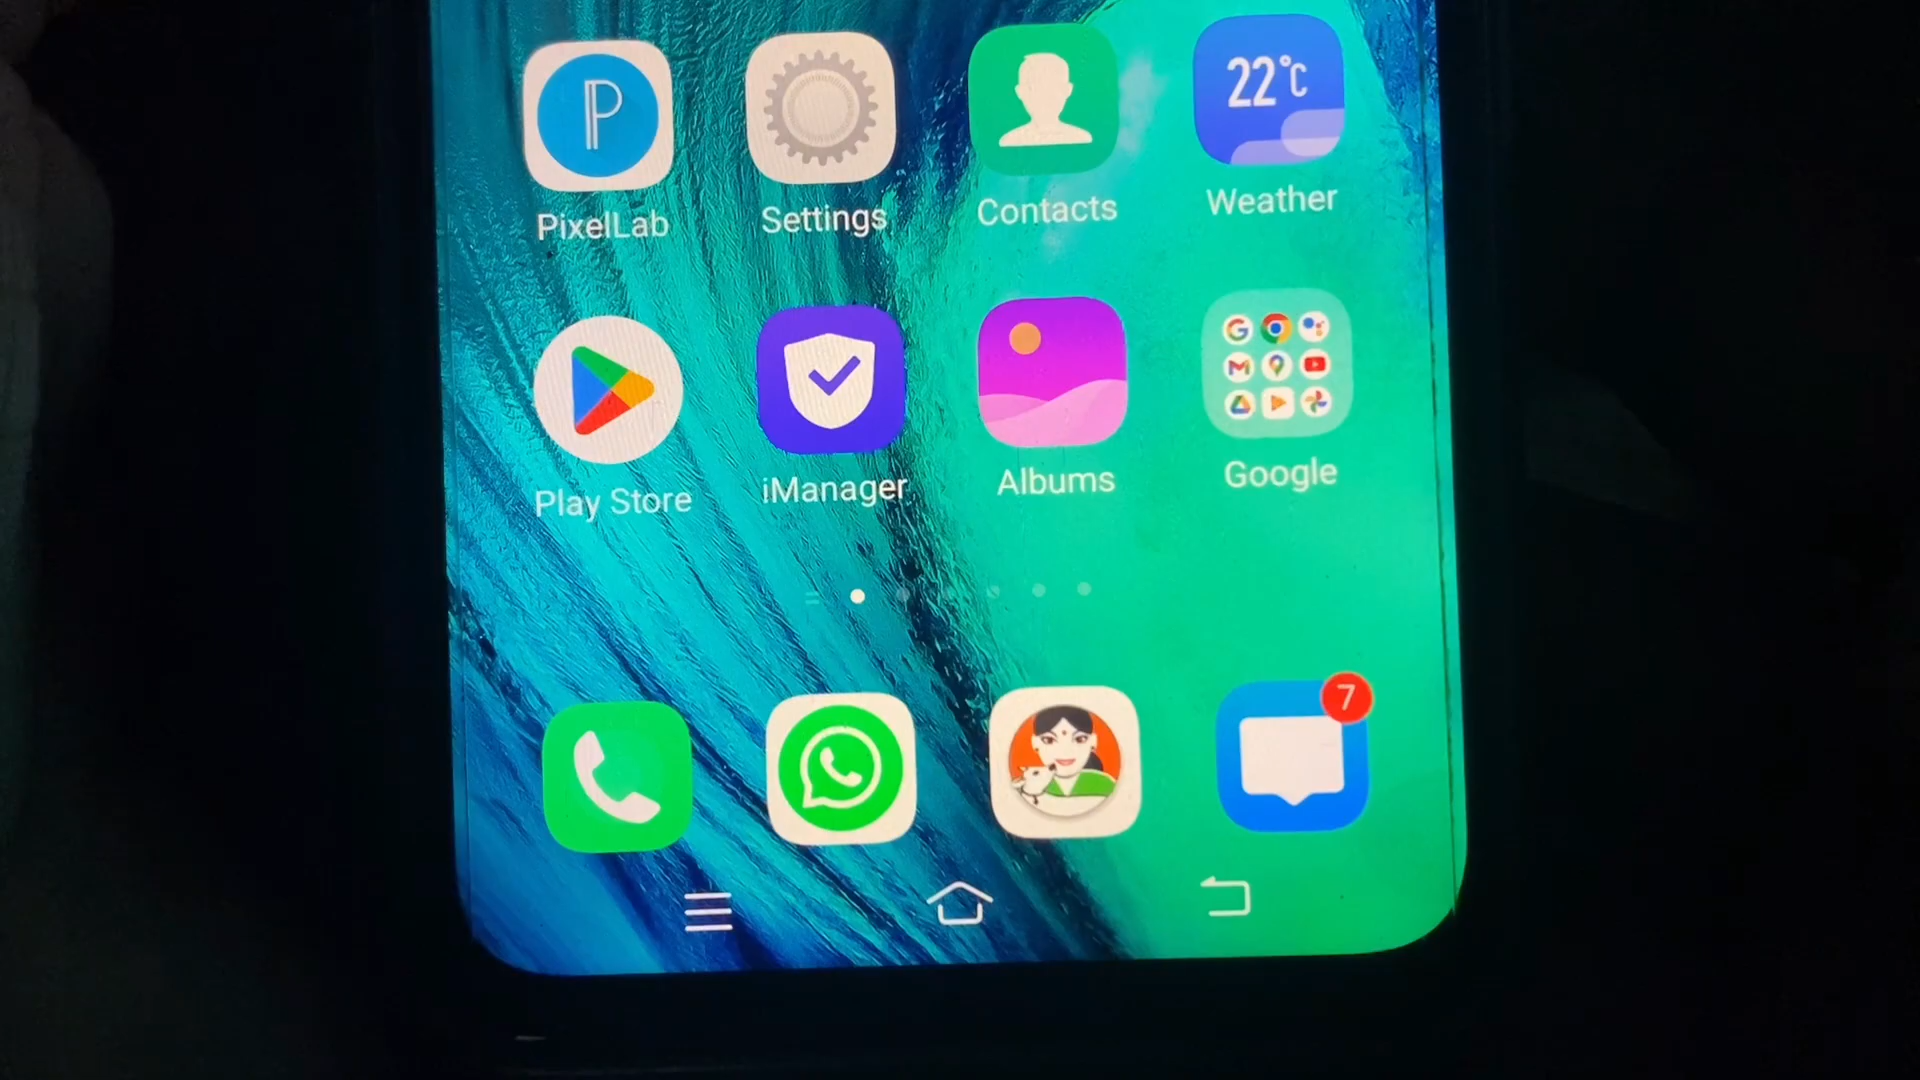 22°C
PixelLab
Settings
Contacts
Weather
Play Store
iManager
Albums
Google
7